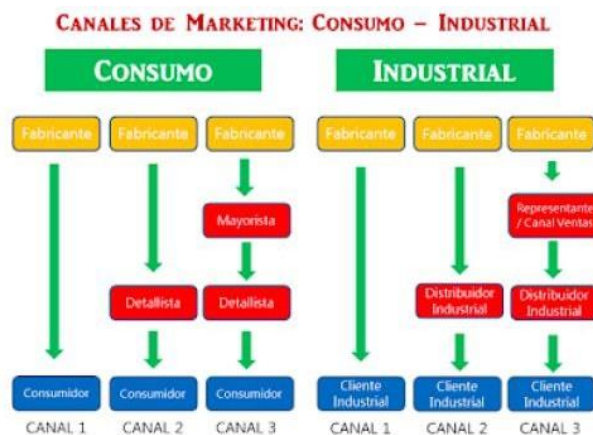 CANALES DE MARKETING: CONSUMO – INDUSTRIAL
CONSUMO
INDUSTRIAL
Fabricante
Fabricante
Fabricante
Fabricante
Fabricante
Fabricante
Mayorista
Representante
/ Canal Ventas
Detallista
Detallista
Distribuidor
Industrial
Distribuidor
Industrial
Consumidor
Consumidor
Consumidor
Cliente
Industrial
Cliente
Industrial
Cliente
Industrial
CANAL 1
CANAL 2
CANAL 3
CANAL 1
CANAL 2
CANAL 3